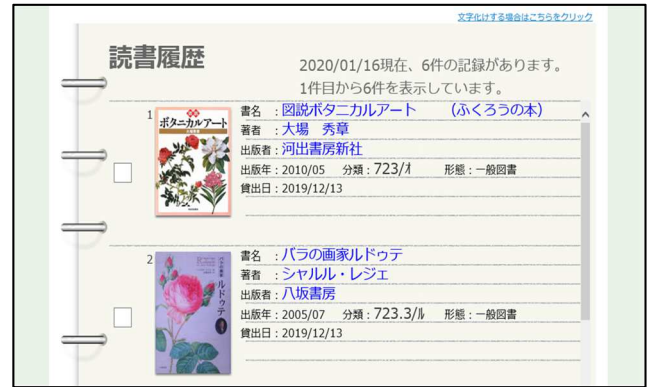 文字化けする場合はこちらをクリック
読書履歴
2020/01/16現在、6件の記録があります。
1件目から6件を表示しています。
1
図説
ボタニカルアート
書名 ：図説ボタニカルアート （ふくろうの本）
著者 ：大場 秀章
出版者：河出書房新社
出版年：2010/05 分類：723/ｵ 形態：一般図書
貸出日：2019/12/13
2
バラの画家
ルドゥテ
書名 ：バラの画家ルドゥテ
著者 ：シャルル・レジェ
出版者：八坂書房
出版年：2005/07 分類：723.3/ﾙ 形態：一般図書
貸出日：2019/12/13